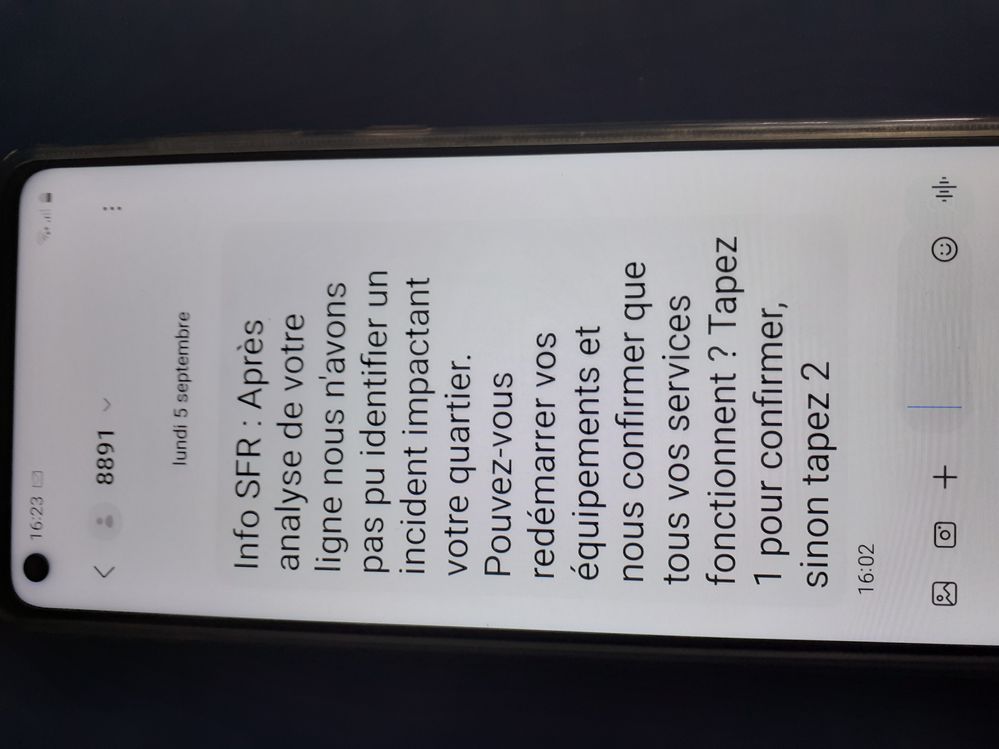 16:23
8891
lundi 5 septembre
Info SFR : Après
analyse de votre
ligne nous n'avons
pas pu identifier un
incident impactant
votre quartier.
Pouvez-vous
redémarrer vos
équipements et
nous confirmer que
tous vos services
fonctionnent ? Tapez
1 pour confirmer,
sinon tapez 2
16:02